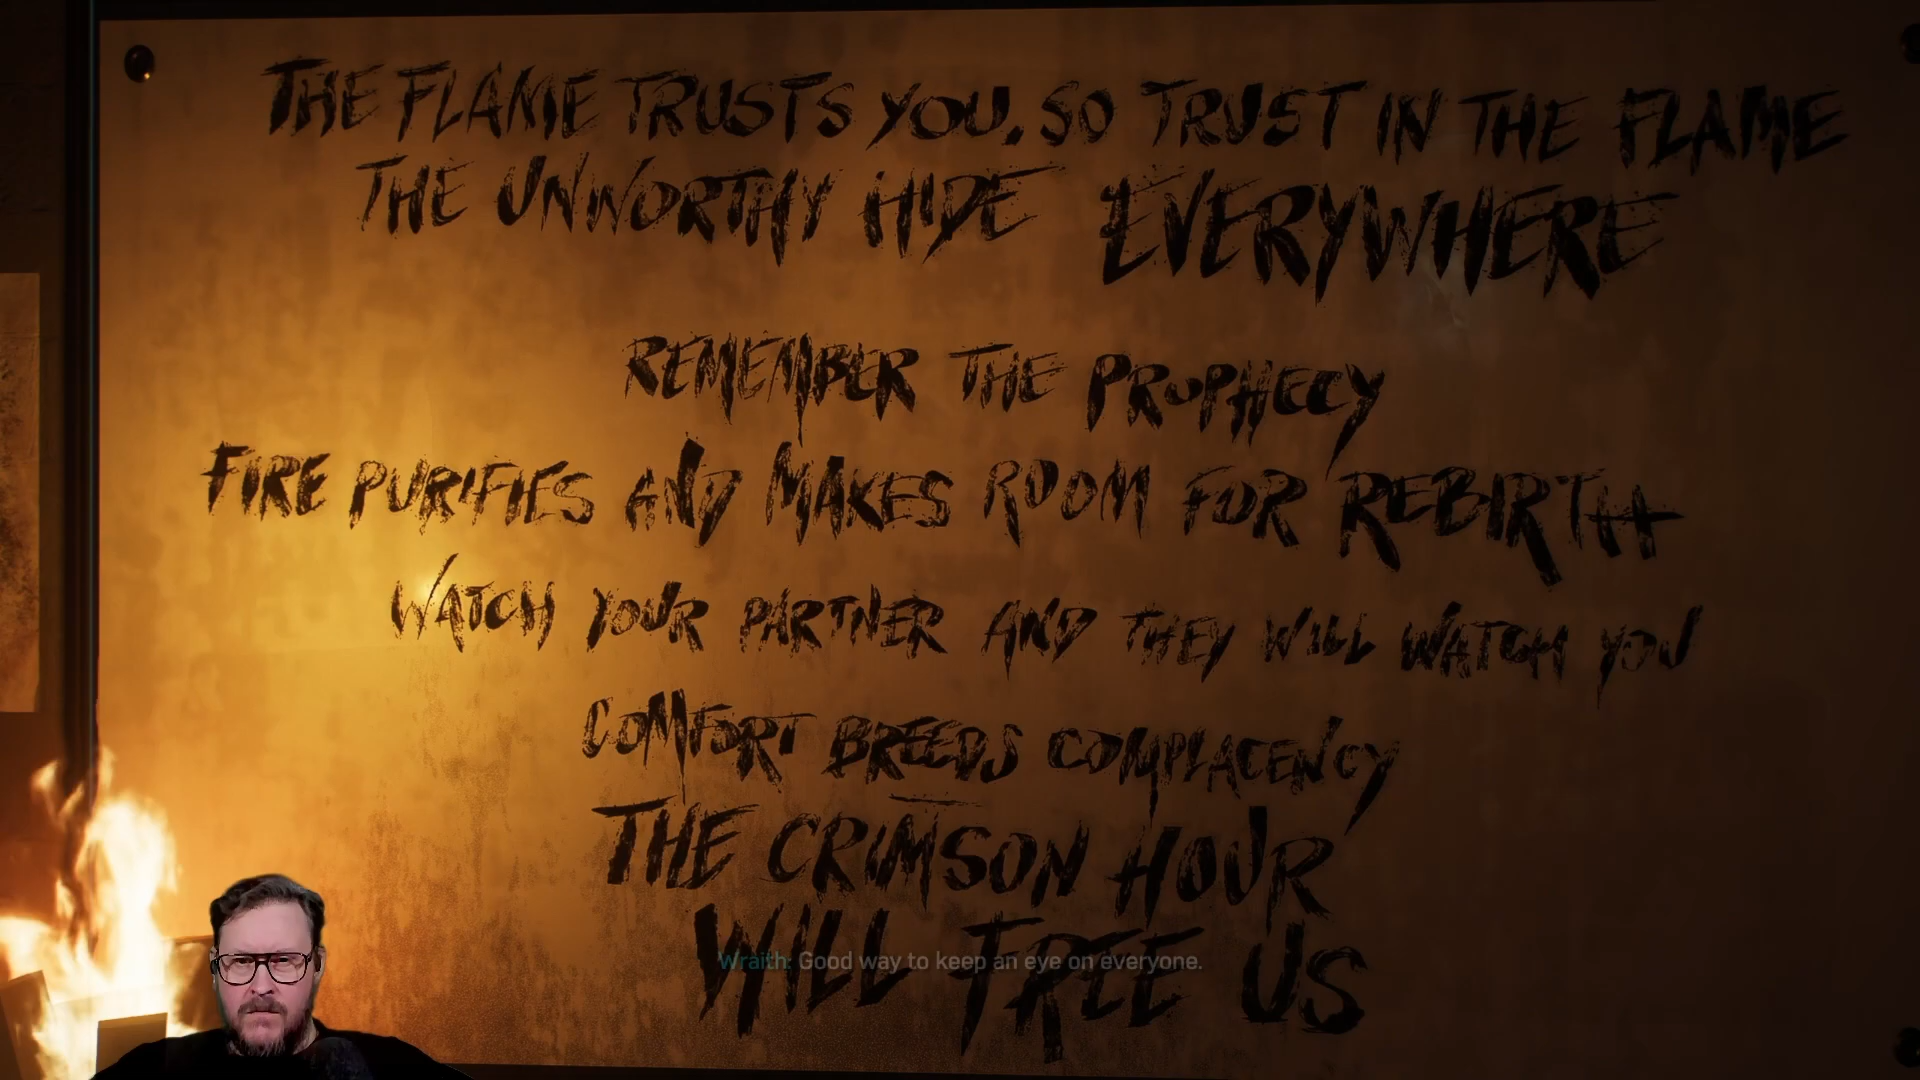 THE FLAME TRUSTS YOU. SO TRUST IN THE FLAME
THE UNWORTHY HIDE EVERYWHERE
REMEMBER THE PROPHECY
FIRE PURIFIES AND MAKES ROOM FOR REBIRTH
WATCH YOUR PARTNER AND THEY WILL WATCH YOU
COMFORT BREEDS COMPLACENCY
THE CRIMSON HOUR
WILL FREE US
Wraith: Good way to keep an eye on everyone.